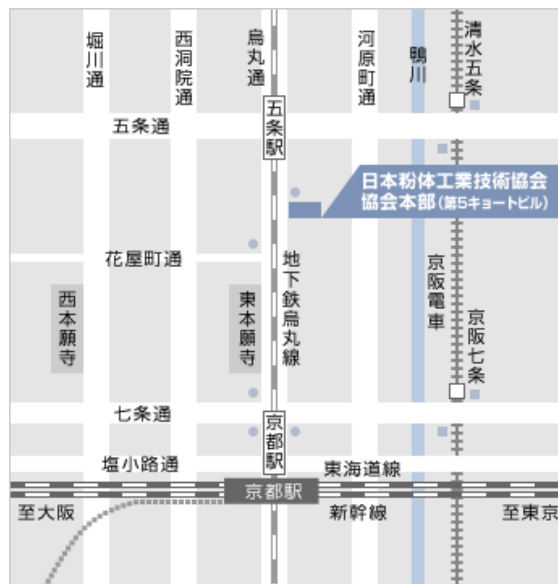 堀川通
西洞院通
烏丸通
河原町通
鴨川
清水五条
五条駅
五条通
日本粉体工業技術協会
協会本部（第5キョートビル）
花屋町通
地下鉄烏丸線
京阪電車
西本願寺
東本願寺
京阪七条
七条通
京都駅
塩小路通
東海道線
京都駅
至大阪
新幹線
至東京